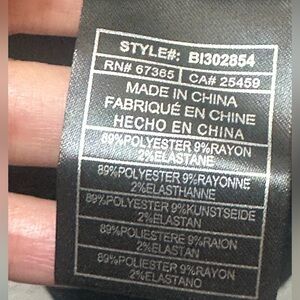 STYLE#: BI302854
RN# 67365 CA# 25459
MADE IN CHINA
FABRIQUÉ EN CHINE
HECHO EN CHINA
89%POLYESTER 9%RAYON
2%ELASTANE
89%POLYESTER 9%RAYONNE
2%ELASTHANNE
89%POLYESTER 9%KUNSTSEIDE
2%ELASTAN
89%POLIESTERE 9%RAION
2%ELASTAN
89%POLIESTER 9%RAYON
2%ELASTANO